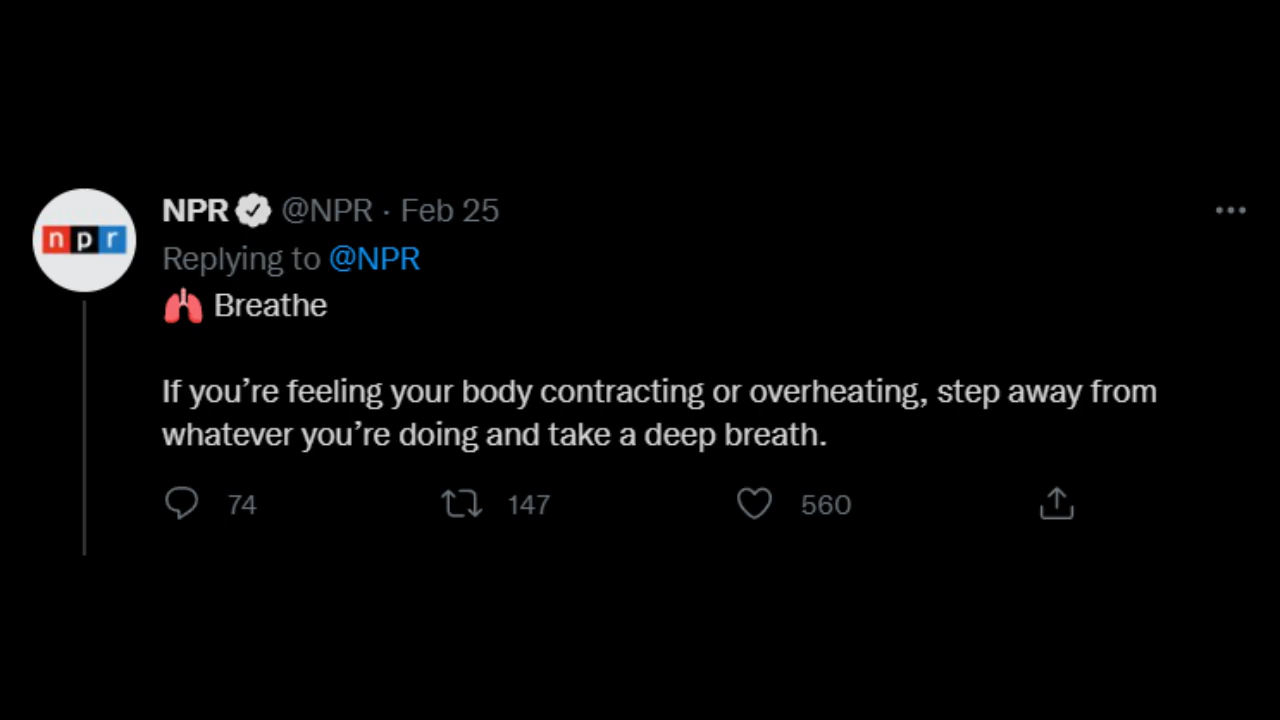 npr
NPR @NPR · Feb 25
Replying to @NPR
🫁 Breathe
If you’re feeling your body contracting or overheating, step away from
whatever you’re doing and take a deep breath.
74 147 560